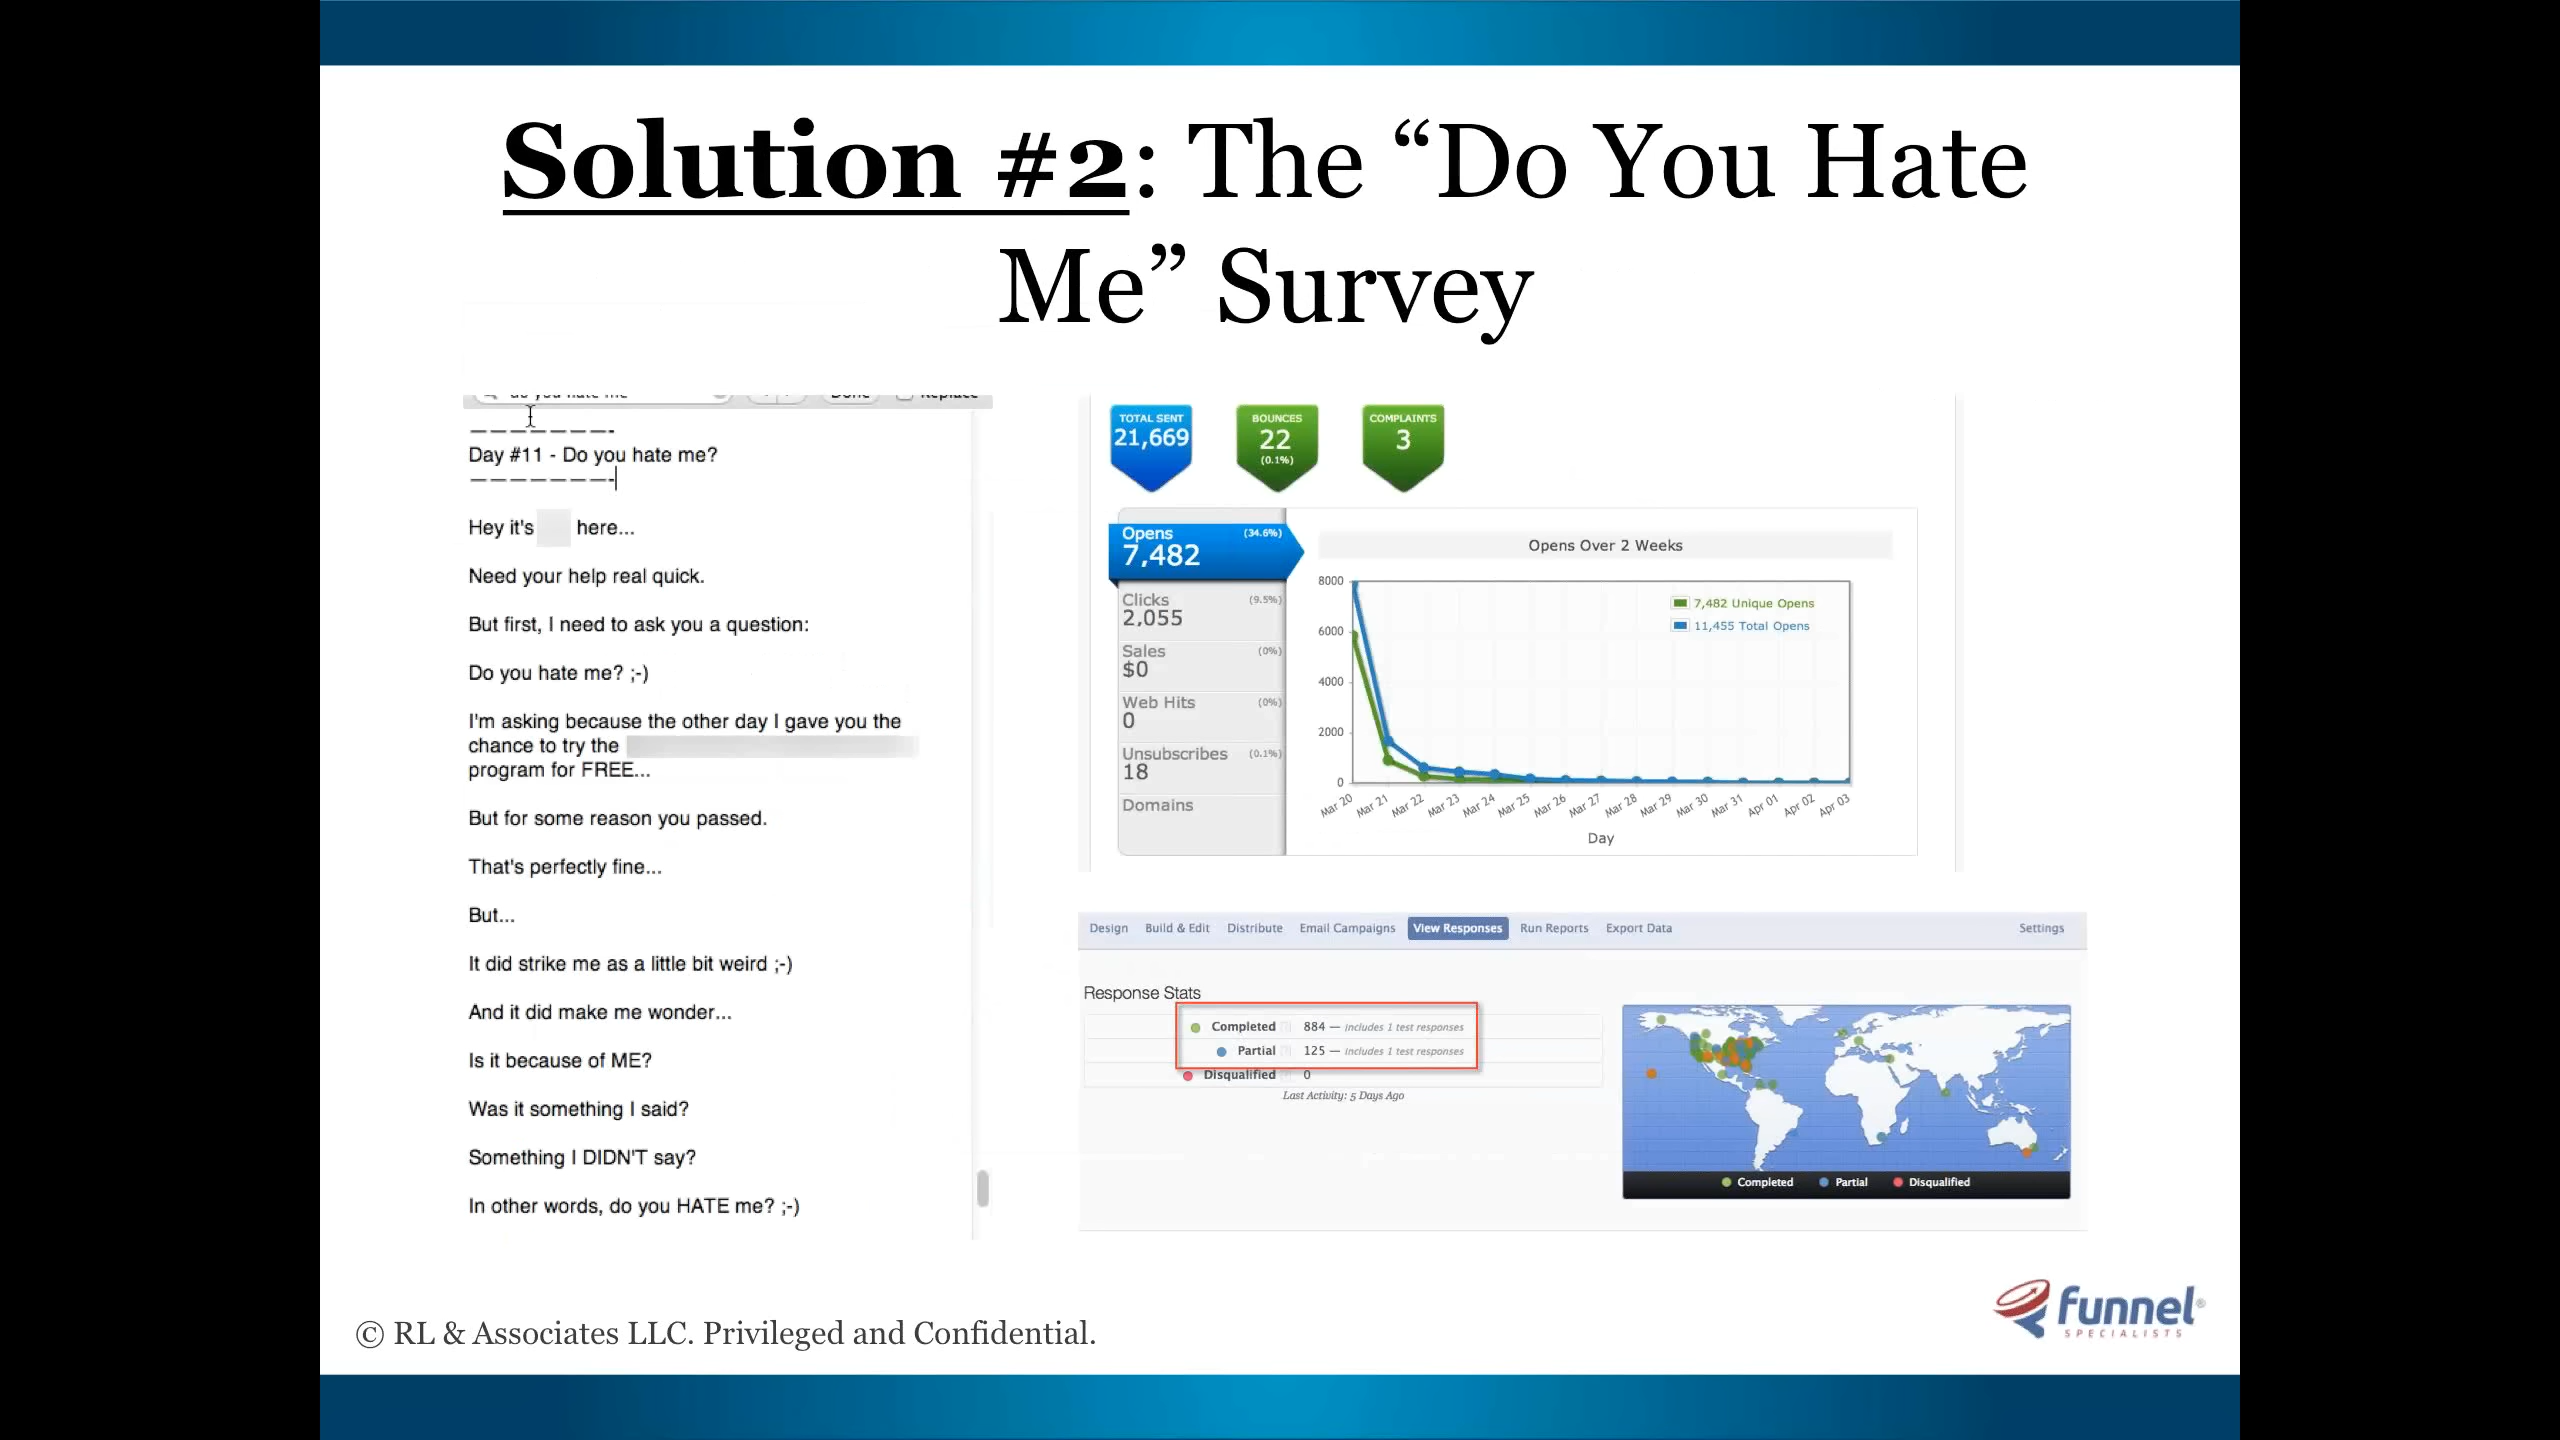 Solution #2: The “Do You Hate
Me” Survey
do you hate me
Done
Replace
————————-
Day #11 - Do you hate me?
————————-
Hey it's here...
Need your help real quick.
But first, I need to ask you a question:
Do you hate me? ;-)
I'm asking because the other day I gave you the
chance to try the
program for FREE...
But for some reason you passed.
That's perfectly fine...
But...
It did strike me as a little bit weird ;-)
And it did make me wonder...
Is it because of ME?
Was it something I said?
Something I DIDN'T say?
In other words, do you HATE me? ;-)
TOTAL SENT
21,669
BOUNCES
22
(0.1%)
COMPLAINTS
3
Opens (34.6%)
7,482
Clicks (9.5%)
2,055
Sales (0%)
$0
Web Hits (0%)
0
Unsubscribes (0.1%)
18
Domains
Opens Over 2 Weeks
8000
6000
4000
2000
0
7,482 Unique Opens
11,455 Total Opens
Mar 20 Mar 21 Mar 22 Mar 23 Mar 24 Mar 25 Mar 26 Mar 27 Mar 28 Mar 29 Mar 30 Mar 31 Apr 01 Apr 02 Apr 03
Day
Design Build & Edit Distribute Email Campaigns View Responses Run Reports Export Data Settings
Response Stats
Completed 884 — includes 1 test responses
Partial 125 — includes 1 test responses
Disqualified 0
Last Activity: 5 Days Ago
Completed Partial Disqualified
© RL & Associates LLC. Privileged and Confidential.
funnel®
SPECIALISTS